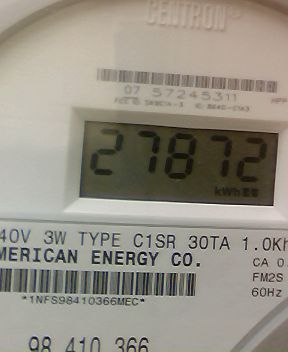 CENTRON
07 57245311
27872
kWh
40V 3W TYPE C1SR 30TA 1.0Kh
MERICAN ENERGY CO.
CA 0.
FM2S
60Hz
*1NFS98410366MEC*
98 410 366